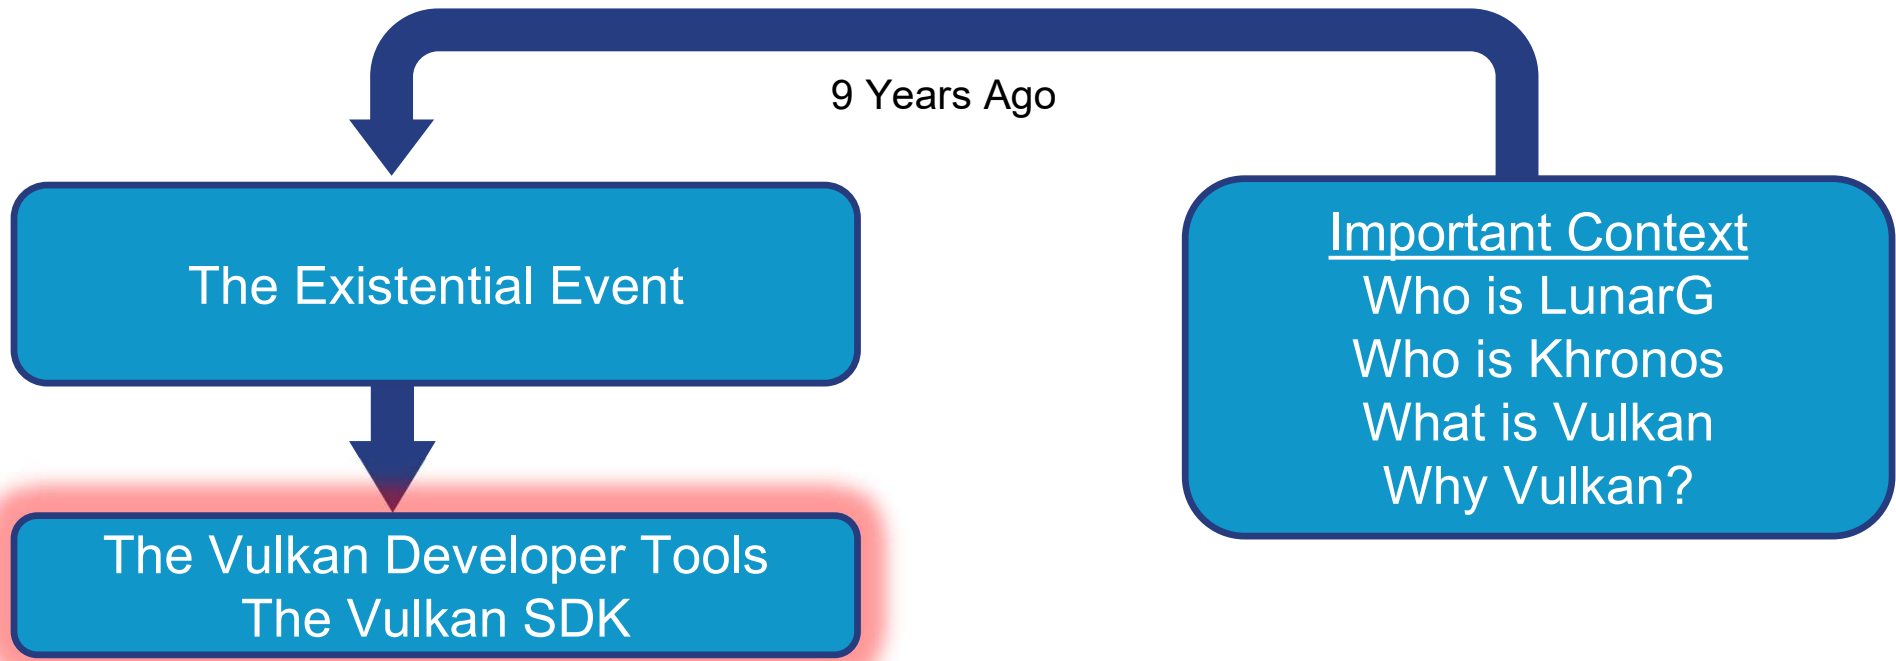 9 Years Ago
The Existential Event
Important Context
Who is LunarG
Who is Khronos
What is Vulkan
Why Vulkan?
The Vulkan Developer Tools
The Vulkan SDK